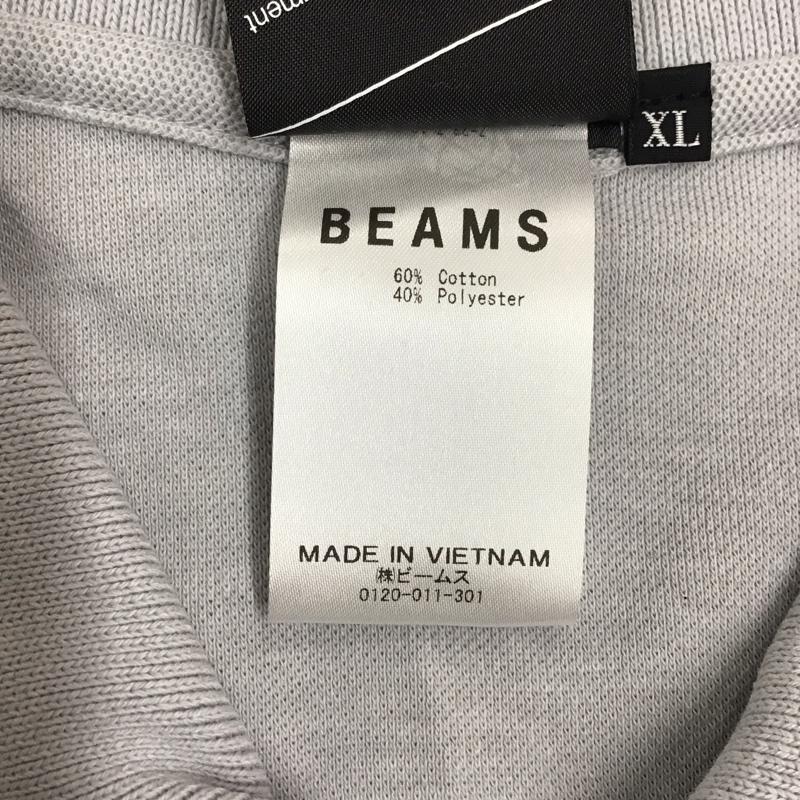 XL
BEAMS
60% Cotton
40% Polyester
MADE IN VIETNAM
㈱ビームス
0120-011-301